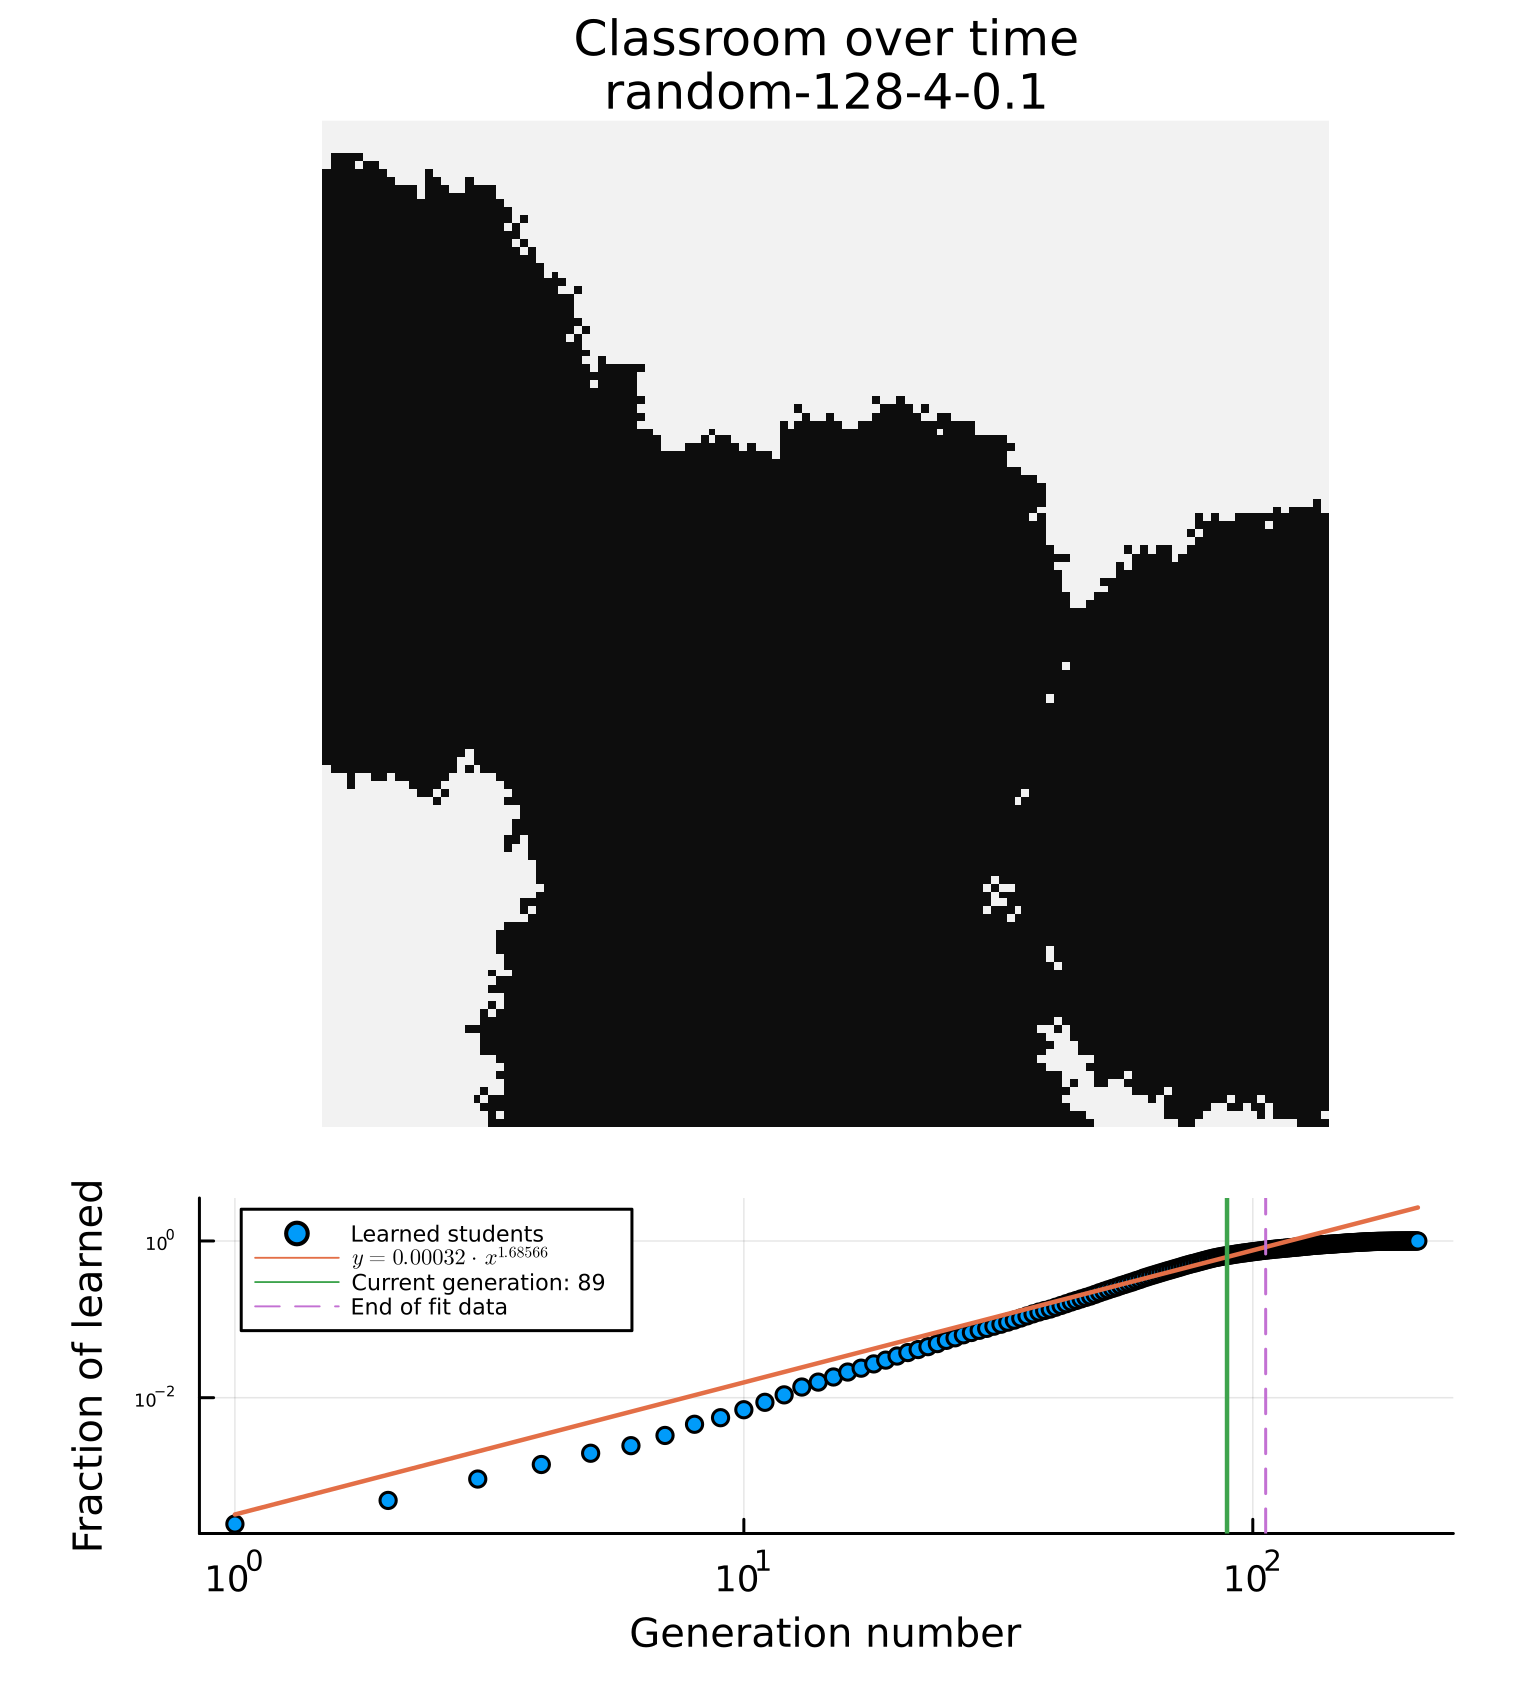 Classroom over time
random-128-4-0.1
Fraction of learned
10⁰
10⁻²
Learned students
y = 0.00032 · x^1.68566
Current generation: 89
End of fit data
10⁰ 10¹ 10²
Generation number